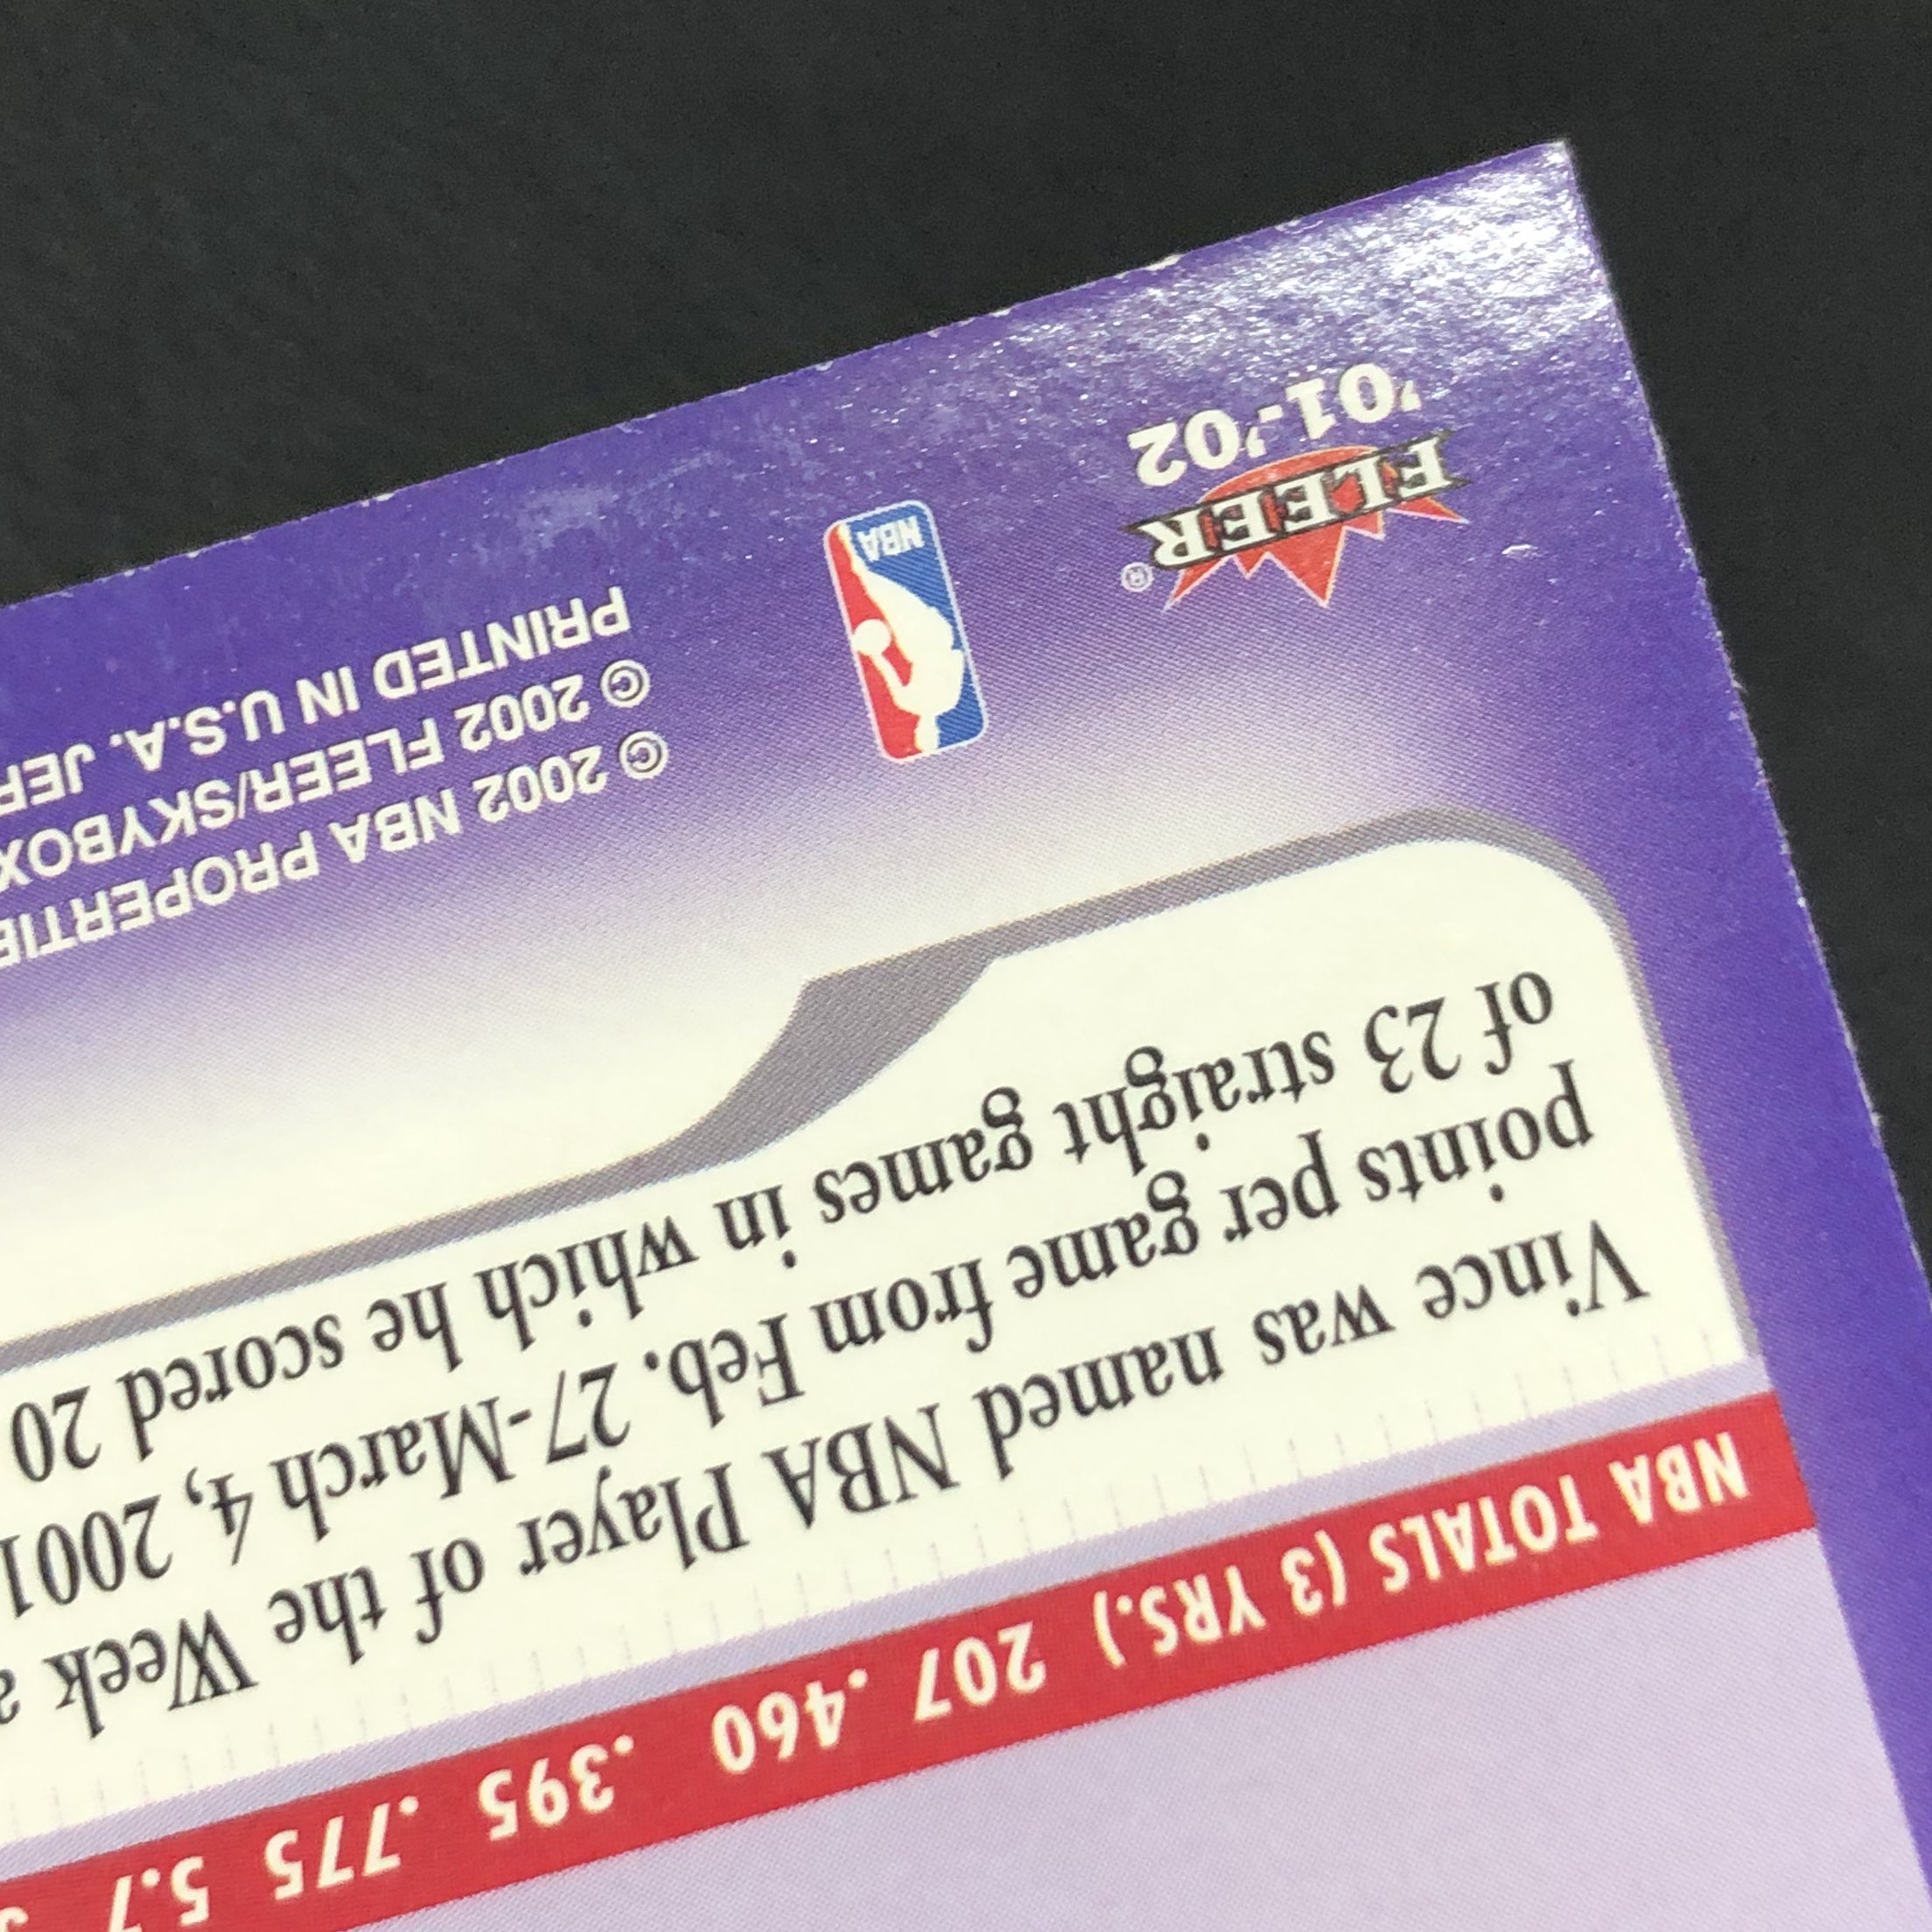 NBA TOTALS (3 YRS.) 207 .460 .395 .775 5.7
Vince was named NBA Player of the Week
points per game from Feb. 27-March 4, 2001
of 23 straight games in which he scored 20
FLEER®
'01-'02
NBA
© 2002 NBA
© 2002 FLEER/SKYBOX
PRINTED IN U.S.A.